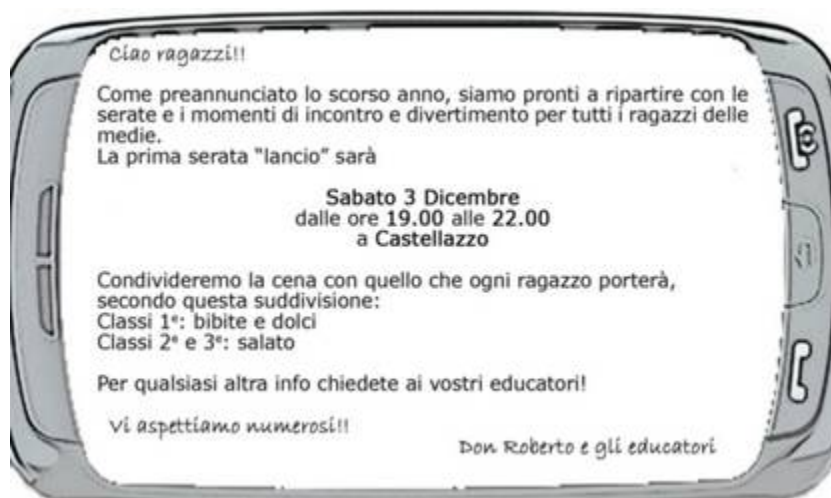 Ciao ragazzi!!
Come preannunciato lo scorso anno, siamo pronti a ripartire con le
serate e i momenti di incontro e divertimento per tutti i ragazzi delle
medie.
La prima serata "lancio" sarà
Sabato 3 Dicembre
dalle ore 19.00 alle 22.00
a Castellazzo
Condivideremo la cena con quello che ogni ragazzo porterà,
secondo questa suddivisione:
Classi 1ᵉ: bibite e dolci
Classi 2ᵉ e 3ᵉ: salato
Per qualsiasi altra info chiedete ai vostri educatori!
Vi aspettiamo numerosi!!
Don Roberto e gli educatori